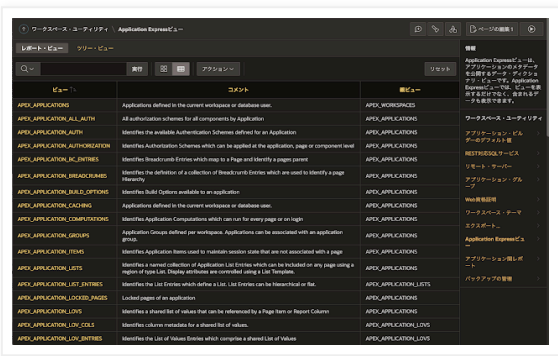 ワークスペース・ユーティリティ \ Application Expressビュー
ページの編集 1
レポート・ビュー ツリー・ビュー
実行 アクション リセット
ビュー コメント 親ビュー
APEX_APPLICATIONS Applications defined in the current workspace or database user. APEX_WORKSPACES
APEX_APPLICATION_ALL_AUTH All authorization schemes for all components by Application APEX_APPLICATIONS
APEX_APPLICATION_AUTH Identifies the available Authentication Schemes defined for an Application APEX_APPLICATIONS
APEX_APPLICATION_AUTHORIZATION Identifies Authorization Schemes which can be applied at the application, page or component level APEX_APPLICATIONS
APEX_APPLICATION_BC_ENTRIES Identifies Breadcrumb Entries which map to a Page and identify a pages parent APEX_APPLICATIONS
APEX_APPLICATION_BREADCRUMBS Identifies the definition of a collection of Breadcrumb Entries which are used to identify a page
Hierarchy APEX_APPLICATIONS
APEX_APPLICATION_BUILD_OPTIONS Identifies Build Options available to an application APEX_APPLICATIONS
APEX_APPLICATION_CACHING Applications defined in the current workspace or database user. APEX_APPLICATIONS
APEX_APPLICATION_COMPUTATIONS Identifies Application Computations which can run for every page or on login APEX_APPLICATIONS
APEX_APPLICATION_GROUPS Application Groups defined per workspace. Applications can be associated with an application
group. APEX_APPLICATIONS
APEX_APPLICATION_ITEMS Identifies Application Items used to maintain session state that are not associated with a page APEX_APPLICATIONS
APEX_APPLICATION_LISTS Identifies a named collection of Application List Entries which can be included on any page using a
region of type List. Display attributes are controlled using a List Template. APEX_APPLICATIONS
APEX_APPLICATION_LIST_ENTRIES Identifies the List Entries which define a List. List Entries can be hierarchical or flat. APEX_APPLICATION_LISTS
APEX_APPLICATION_LOCKED_PAGES Locked pages of an application APEX_APPLICATIONS
APEX_APPLICATION_LOVS Identifies a shared list of values that can be referenced by a Page Item or Report Column APEX_APPLICATIONS
APEX_APPLICATION_LOV_COLS Identifies column metadata for a shared list of values. APEX_APPLICATION_LOVS
APEX_APPLICATION_LOV_ENTRIES Identifies the List of Values Entries which comprise a shared List of Values APEX_APPLICATION_LOVS
情報
Application Expressビューは、
アプリケーションのメタデータ
を公開するデータ・ディクショ
ナリ・ビューです。Application
Expressビューでは、ビューを表
示するだけでなく、含まれるデ
ータも表示できます。
ワークスペース・ユーティリティ
アプリケーション・ビル
ダーのデフォルト値
REST対応SQLサービス
リモート・サーバー
アプリケーション・グル
ープ
Web資格証明
ワークスペース・テーマ
エクスポート...
Application Expressビュ
ー
アプリケーション間レポ
ート
バックアップの管理